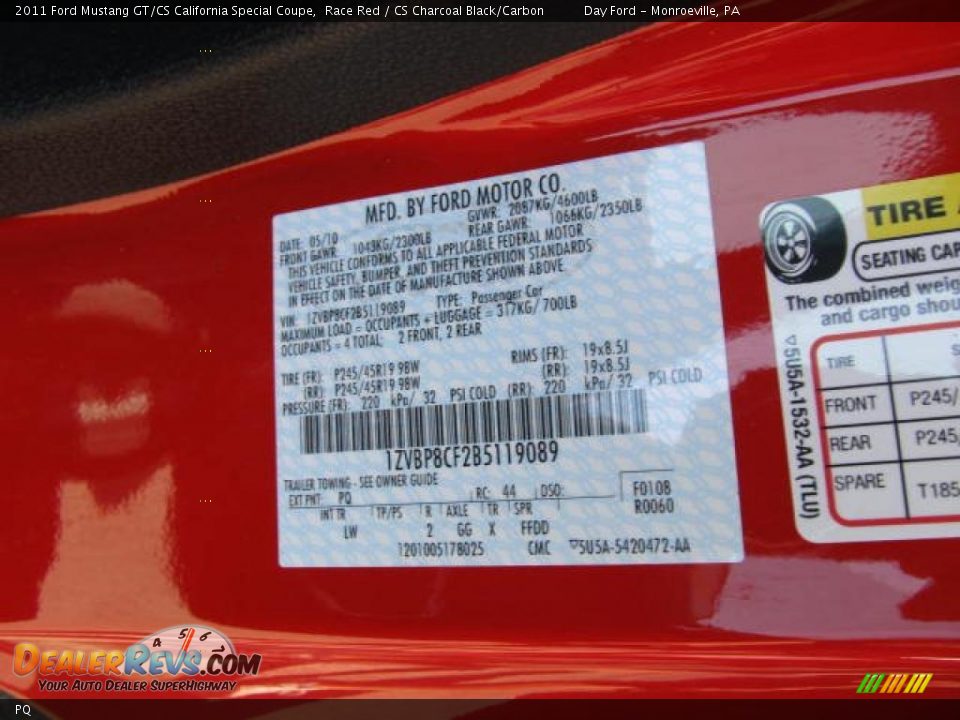 2011 Ford Mustang GT/CS California Special Coupe, Race Red / CS Charcoal Black/Carbon Day Ford - Monroeville, PA
MFD. BY FORD MOTOR CO.
DATE: 05/10 GVWR: 2087KG/4600LB
FRONT GAWR: 1043KG/2300LB REAR GAWR: 1066KG/2350LB
THIS VEHICLE CONFORMS TO ALL APPLICABLE FEDERAL MOTOR
VEHICLE SAFETY, BUMPER, AND THEFT PREVENTION STANDARDS
IN EFFECT ON THE DATE OF MANUFACTURE SHOWN ABOVE.
VIN: 1ZVBP8CF2B5119089 TYPE: Passenger Car
MAXIMUM LOAD = OCCUPANTS + LUGGAGE = 317KG/ 700LB
OCCUPANTS = 4 TOTAL: 2 FRONT, 2 REAR
TIRE (FR): P245/45R19 98W RIMS (FR): 19x8.5J
(RR): P245/45R19 98W (RR): 19x8.5J
PRESSURE (FR): 220 kPa/ 32 PSI COLD (RR): 220 kPa/ 32 PSI COLD
1ZVBP8CF2B5119089
TRAILER TOWING - SEE OWNER GUIDE
EXT PNT: PQ RC: 44 DSO: F0108
INT TR TP/PS R AXLE TR SPR R0060
LW 2 GG X FFDD
1201005178025 CMC 5U5A-5420472-AA
TIRE
SEATING CAP
The combined weig
and cargo shou
5U5A-1532-AA (TLU)
TIRE S
FRONT P245/
REAR P245/
SPARE T185
4 5 6
DEALERREVS.COM
YOUR AUTO DEALER SUPERHIGHWAY
PQ